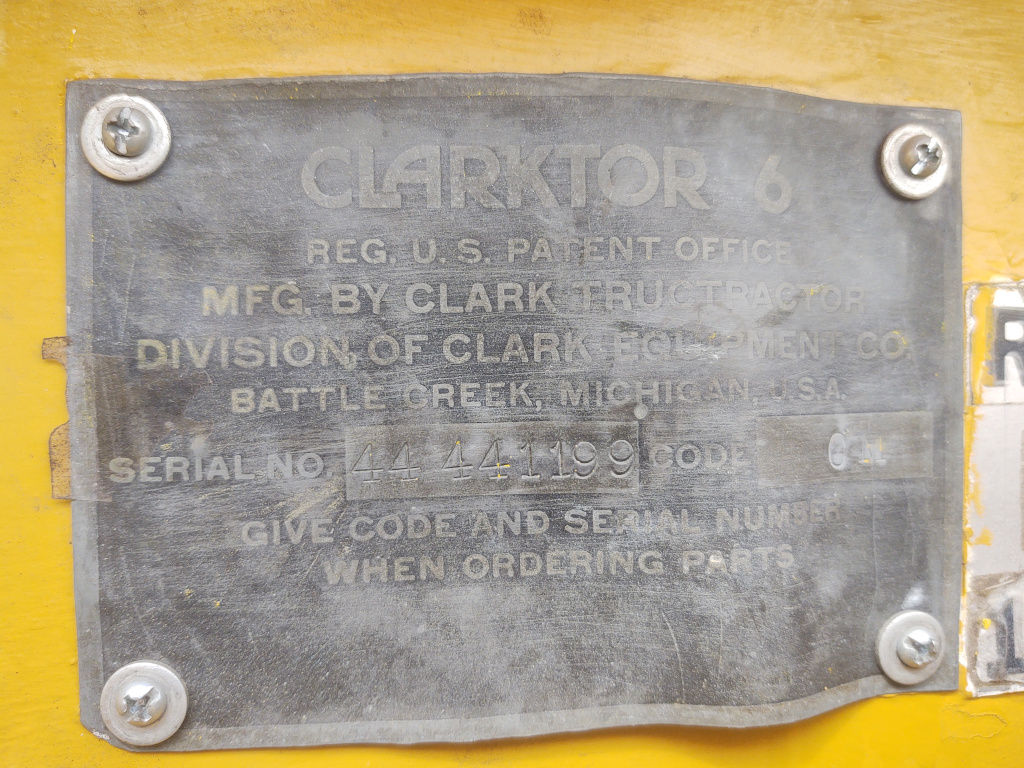 CLARKTOR 6
REG. U.S. PATENT OFFICE
MFG. BY CLARK TRUCTRACTOR
DIVISION, OF CLARK EQUIPMENT CO.
BATTLE CREEK, MICHIGAN, U.S.A.
SERIAL NO. 44 441199 CODE C M
GIVE CODE AND SERIAL NUMBER
WHEN ORDERING PARTS
R